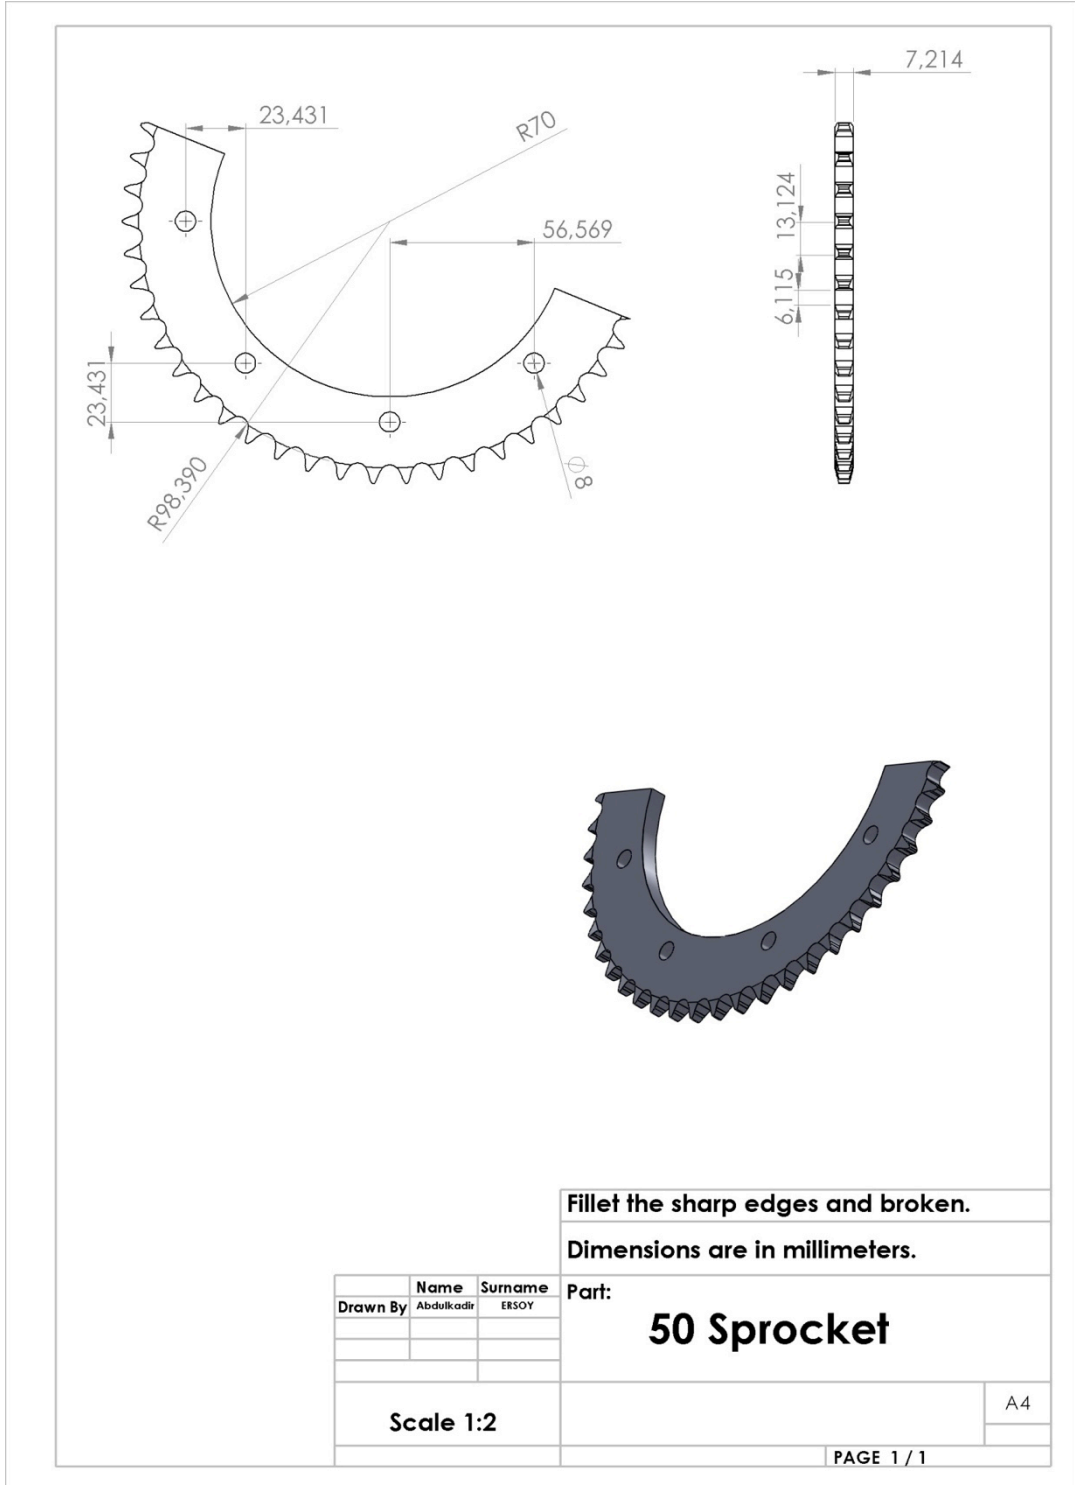 7,214
23,431
R70
56,569
13,124
6,115
23,431
R98,390
∅8
Fillet the sharp edges and broken.
Dimensions are in millimeters.
Name Surname
Drawn By Abdulkadir ERSOY
Part:
50 Sprocket
Scale 1:2
A4
PAGE 1 / 1